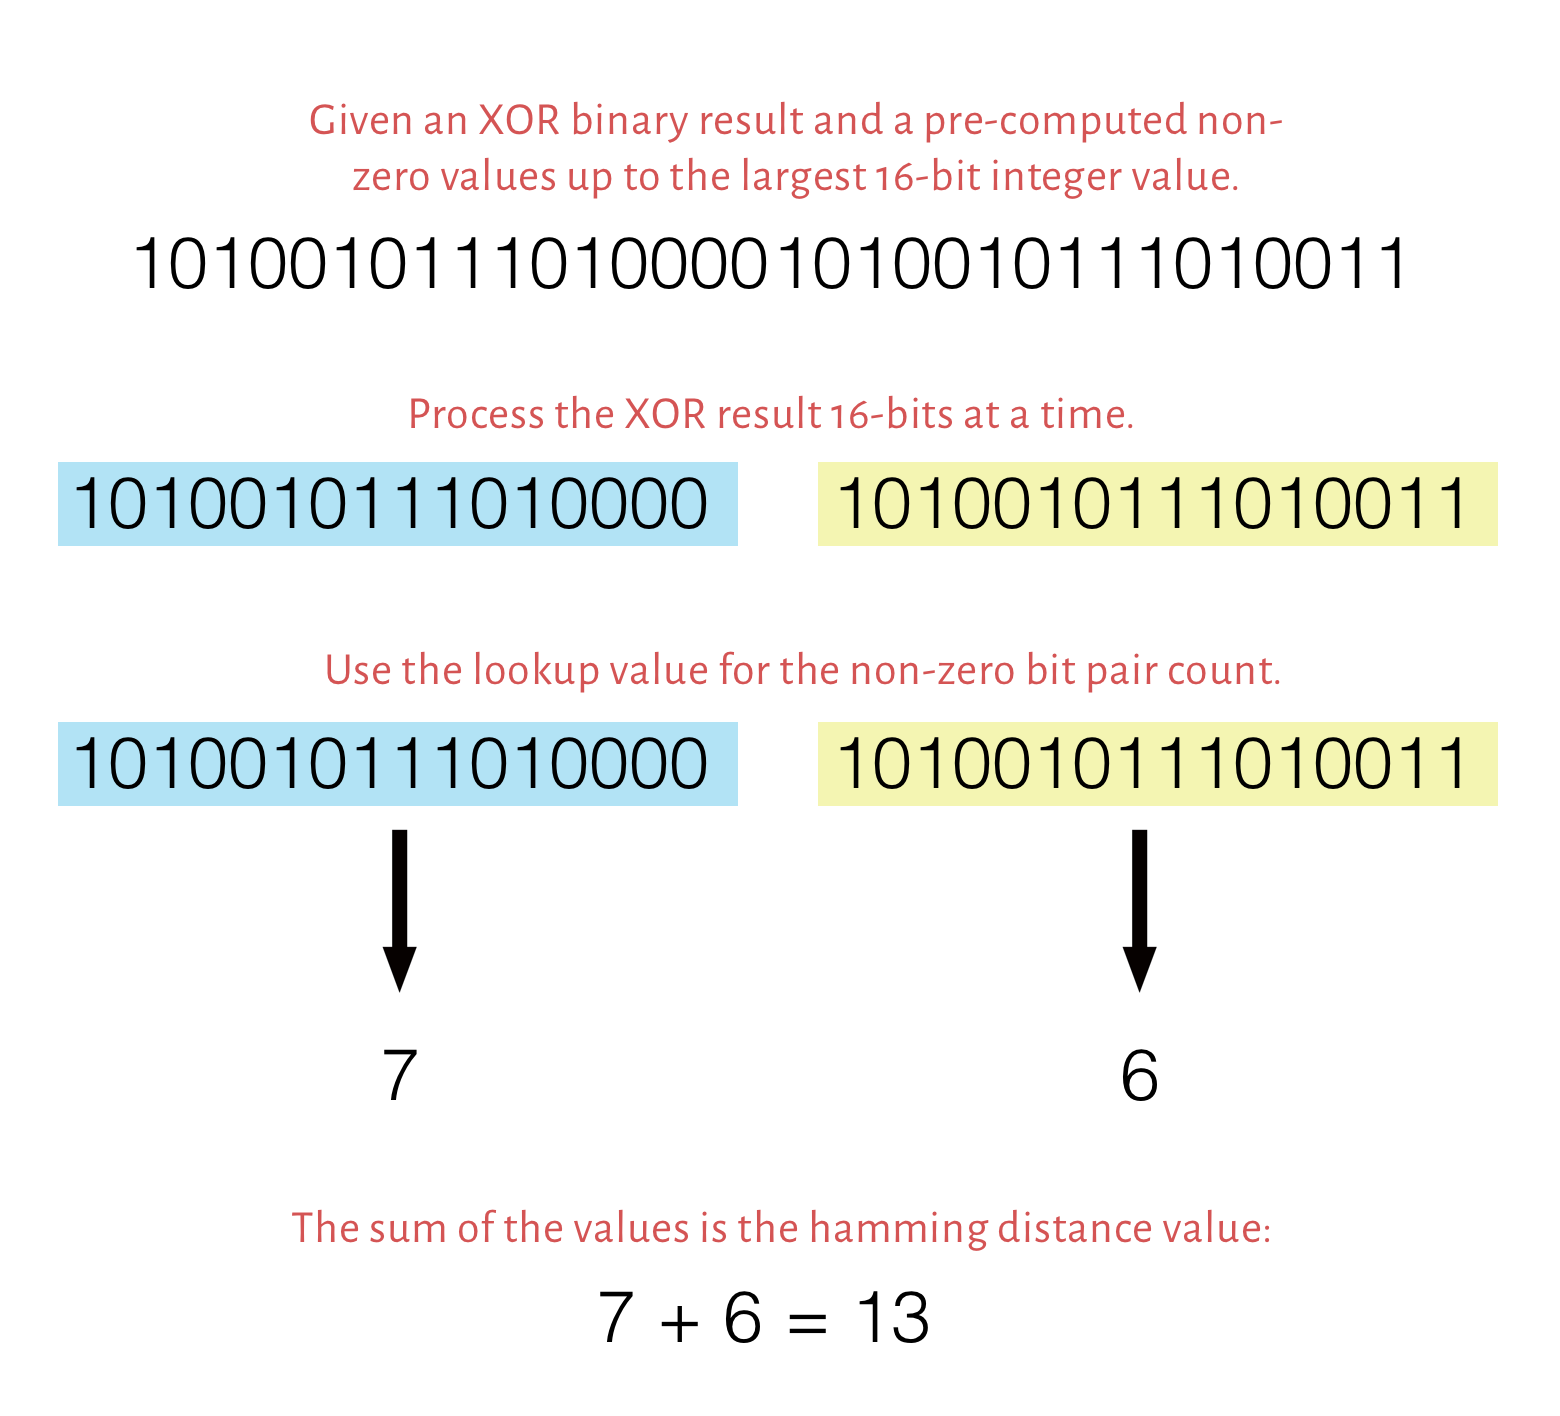 Given an XOR binary result and a pre-computed non-
zero values up to the largest 16-bit integer value.
10100101110100001010010111010011
Process the XOR result 16-bits at a time.
1010010111010000 1010010111010011
Use the lookup value for the non-zero bit pair count.
1010010111010000 1010010111010011
7 6
The sum of the values is the hamming distance value:
7 + 6 = 13